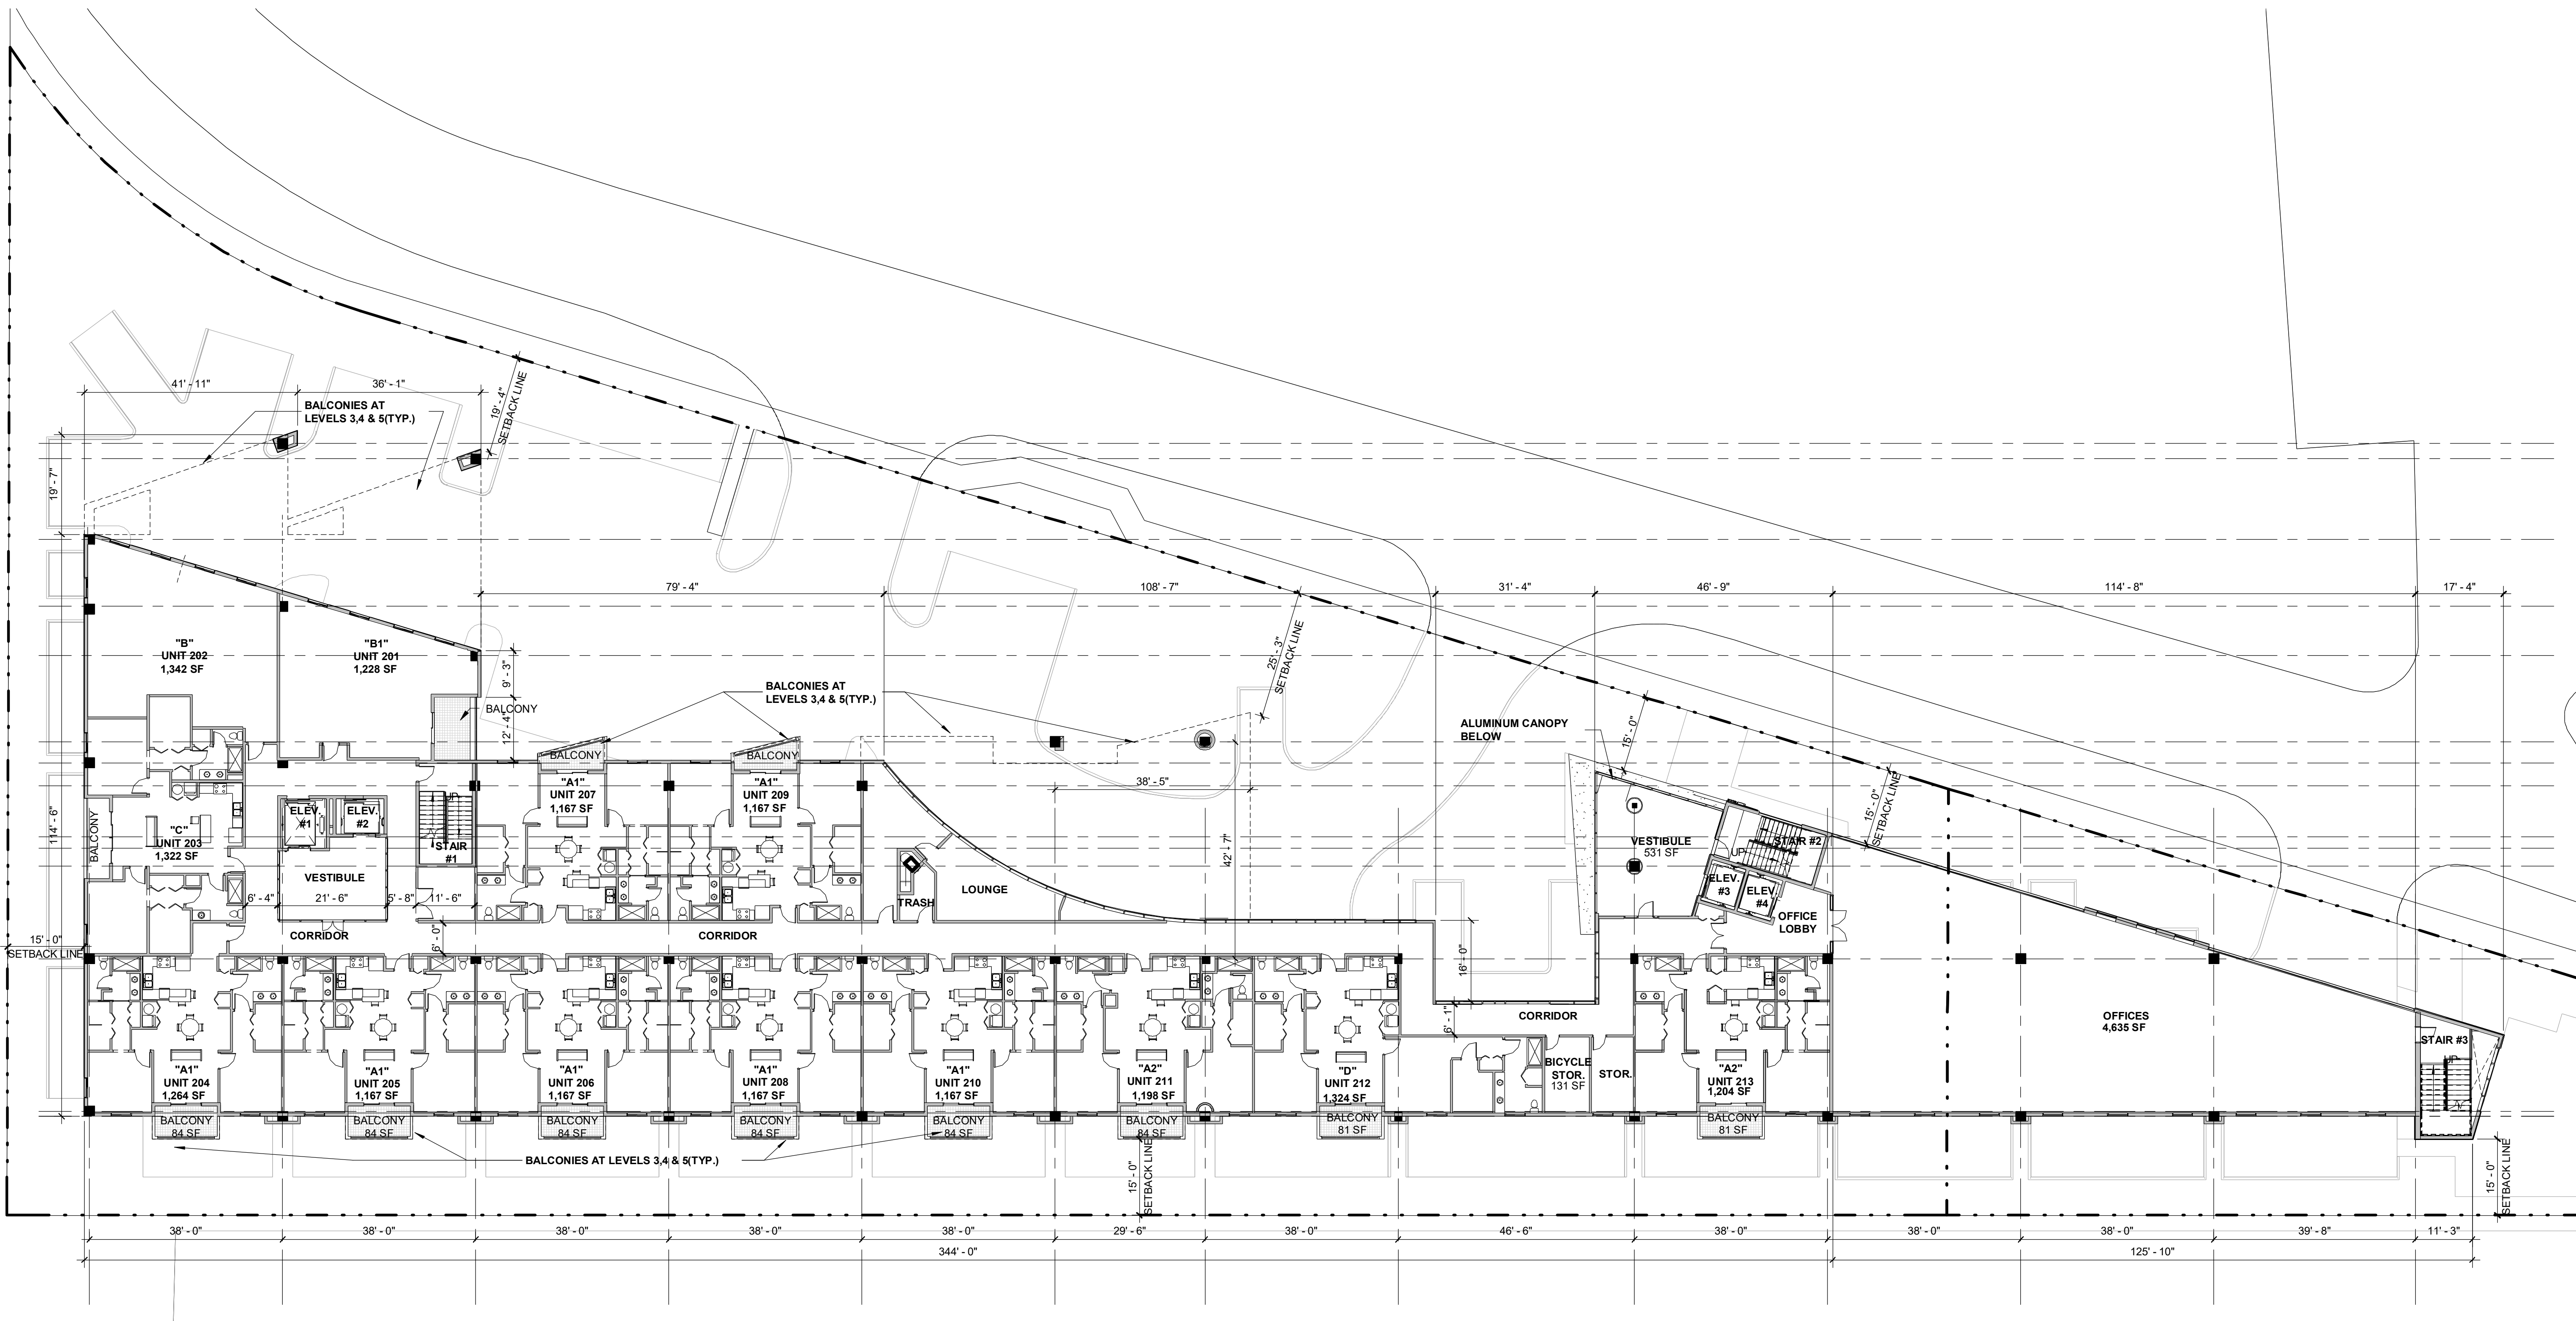 41' - 11"
36' - 1"
19' - 4"
SETBACK LINE
BALCONIES AT
LEVELS 3,4 & 5(TYP.)
19' - 7"
79' - 4"
108' - 7"
31' - 4"
46' - 9"
114' - 8"
17' - 4"
"B"
UNIT 202
1,342 SF
"B1"
UNIT 201
1,228 SF
9' - 3"
12' - 4"
BALCONY
BALCONIES AT
LEVELS 3,4 & 5(TYP.)
25' - 3"
SETBACK LINE
ALUMINUM CANOPY
BELOW
15' - 0"
15' - 0"
SETBACK LINE
BALCONY
BALCONY
38' - 5"
42' - 7"
114' - 6"
BALCONY
"C"
UNIT 203
1,322 SF
ELEV.
#1
ELEV.
#2
UP
STAIR
#1
"A1"
UNIT 207
1,167 SF
"A1"
UNIT 209
1,167 SF
VESTIBULE
6' - 4"
21' - 6"
5' - 8"
11' - 6"
TRASH
LOUNGE
VESTIBULE
531 SF
STAIR #2
UP
ELEV.
#3
ELEV.
#4
OFFICE
LOBBY
15' - 0"
SETBACK LINE
CORRIDOR
6' - 0"
CORRIDOR
16' - 0"
6' - 1"
CORRIDOR
OFFICES
4,635 SF
STAIR #3
UP
"A1"
UNIT 204
1,264 SF
"A1"
UNIT 205
1,167 SF
"A1"
UNIT 206
1,167 SF
"A1"
UNIT 208
1,167 SF
"A1"
UNIT 210
1,167 SF
"A2"
UNIT 211
1,198 SF
"D"
UNIT 212
1,324 SF
BICYCLE
STOR.
131 SF
STOR.
"A2"
UNIT 213
1,204 SF
BALCONY
84 SF
BALCONY
84 SF
BALCONY
84 SF
BALCONY
84 SF
BALCONY
84 SF
BALCONY
84 SF
BALCONY
81 SF
BALCONY
81 SF
BALCONIES AT LEVELS 3,4 & 5(TYP.)
15' - 0"
SETBACK LINE
15' - 0"
SETBACK LINE
38' - 0"
38' - 0"
38' - 0"
38' - 0"
38' - 0"
29' - 6"
38' - 0"
46' - 6"
38' - 0"
38' - 0"
38' - 0"
39' - 8"
11' - 3"
344' - 0"
125' - 10"